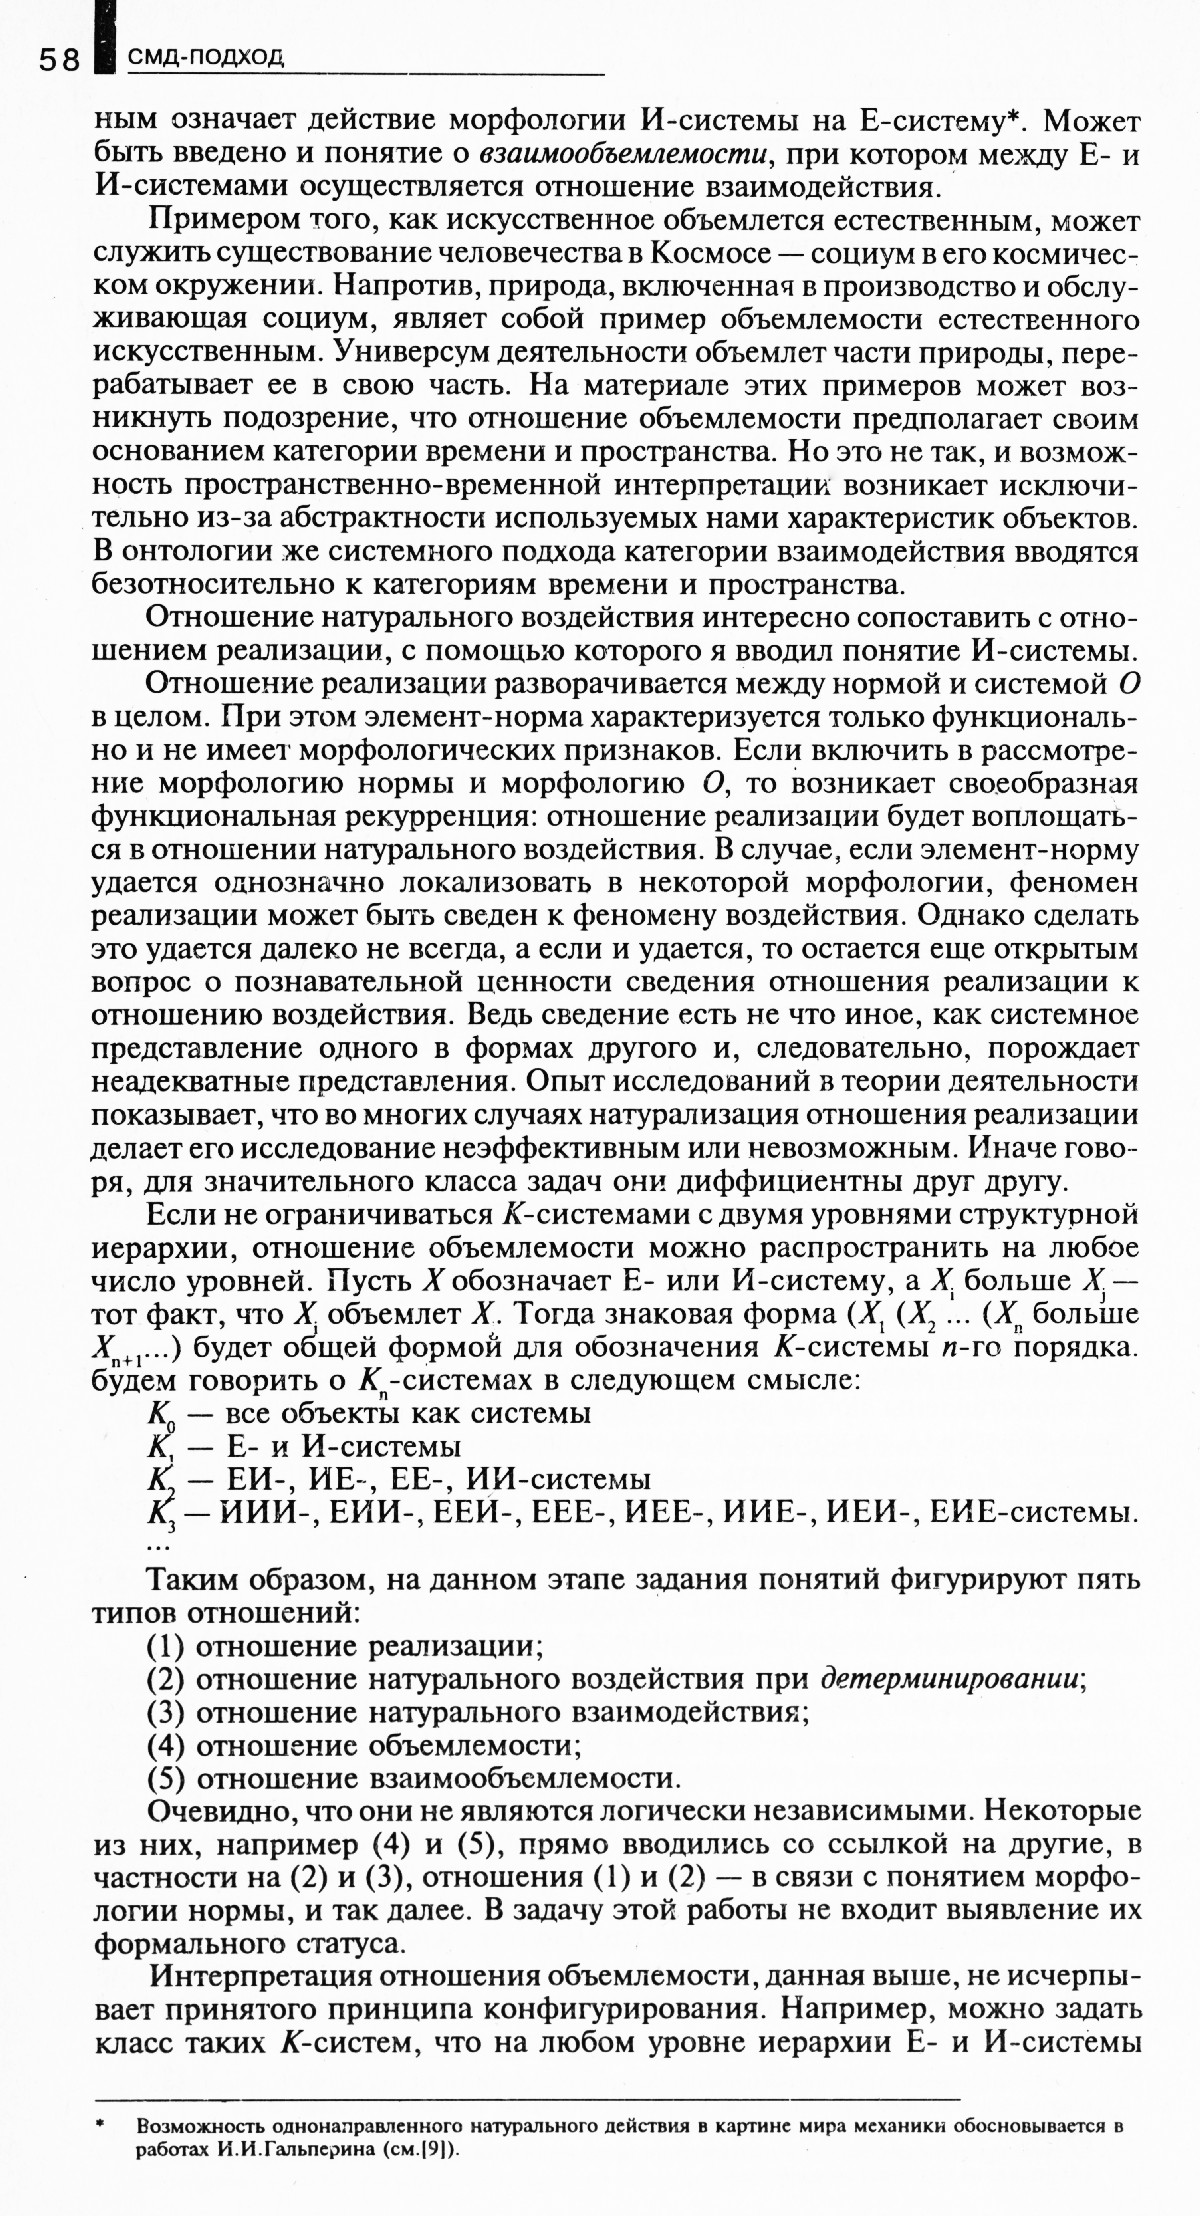 58 СМД-ПОДХОД
ным означает действие морфологии И-системы на Е-систему*. Может
быть введено и понятие о взаимообъемлемости, при котором между Е- и
И-системами осуществляется отношение взаимодействия.
Примером того, как искусственное объемлется естественным, может
служить существование человечества в Космосе — социум в его космичес-
ком окружении. Напротив, природа, включенная в производство и обслу-
живающая социум, являет собой пример объемлемости естественного
искусственным. Универсум деятельности объемлет части природы, пере-
рабатывает ее в свою часть. На материале этих примеров может воз-
никнуть подозрение, что отношение объемлемости предполагает своим
основанием категории времени и пространства. Но это не так, и возмож-
ность пространственно-временной интерпретации возникает исключи-
тельно из-за абстрактности используемых нами характеристик объектов.
В онтологии же системного подхода категории взаимодействия вводятся
безотносительно к категориям времени и пространства.
Отношение натурального воздействия интересно сопоставить с отно-
шением реализации, с помощью которого я вводил понятие И-системы.
Отношение реализации разворачивается между нормой и системой О
в целом. При этом элемент-норма характеризуется только функциональ-
но и не имеет морфологических признаков. Если включить в рассмотре-
ние морфологию нормы и морфологию О, то возникает своеобразная
функциональная рекурренция: отношение реализации будет воплощать-
ся в отношении натурального воздействия. В случае, если элемент-норму
удается однозначно локализовать в некоторой морфологии, феномен
реализации может быть сведен к феномену воздействия. Однако сделать
это удается далеко не всегда, а если и удается, то остается еще открытым
вопрос о познавательной ценности сведения отношения реализации к
отношению воздействия. Ведь сведение есть не что иное, как системное
представление одного в формах другого и, следовательно, порождает
неадекватные представления. Опыт исследований в теории деятельности
показывает, что во многих случаях натурализация отношения реализации
делает его исследование неэффективным или невозможным. Иначе гово-
ря, для значительного класса задач они диффициентны друг другу.
Если не ограничиваться К-системами с двумя уровнями структурной
иерархии, отношение объемлемости можно распространить на любое
число уровней. Пусть X обозначает Е- или И-систему, а Xᵢ больше Xⱼ —
тот факт, что Xⱼ объемлет Xᵢ. Тогда знаковая форма (X₁ (X₂ ... (Xₙ больше
Xₙ₊₁...) будет общей формой для обозначения К-системы n-го порядка.
будем говорить о Кₙ-системах в следующем смысле:
К₀ — все объекты как системы
К₁ — Е- и И-системы
К₂ — ЕИ-, ИЕ-, ЕЕ-, ИИ-системы
К₃ — ИИИ-, ЕИИ-, ЕЕИ-, ЕЕЕ-, ИЕЕ-, ИИЕ-, ИЕИ-, ЕИЕ-системы.
...
Таким образом, на данном этапе задания понятий фигурируют пять
типов отношений:
(1) отношение реализации;
(2) отношение натурального воздействия при детерминировании;
(3) отношение натурального взаимодействия;
(4) отношение объемлемости;
(5) отношение взаимообъемлемости.
Очевидно, что они не являются логически независимыми. Некоторые
из них, например (4) и (5), прямо вводились со ссылкой на другие, в
частности на (2) и (3), отношения (1) и (2) — в связи с понятием морфо-
логии нормы, и так далее. В задачу этой работы не входит выявление их
формального статуса.
Интерпретация отношения объемлемости, данная выше, не исчерпы-
вает принятого принципа конфигурирования. Например, можно задать
класс таких К-систем, что на любом уровне иерархии Е- и И-системы
* Возможность однонаправленного натурального действия в картине мира механики обосновывается в
работах И.И.Гальперина (см.[9]).